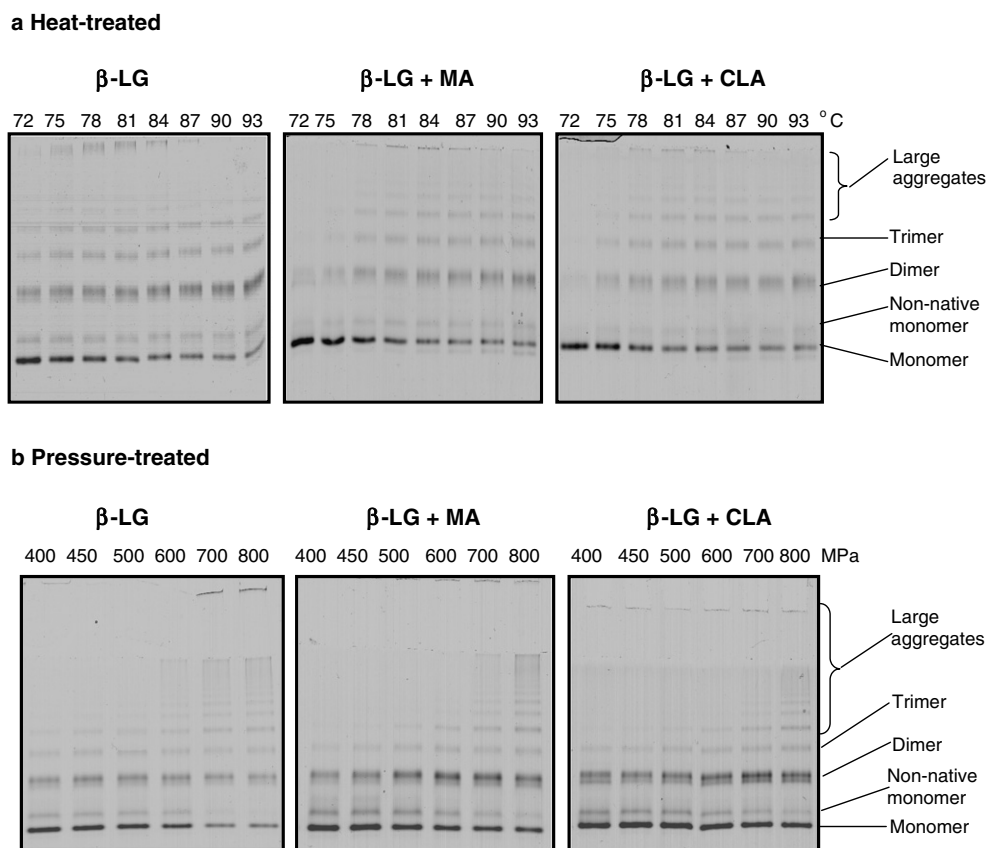 a Heat-treated
β-LG
β-LG + MA
β-LG + CLA
72 75 78 81 84 87 90 93
72 75 78 81 84 87 90 93
72 75 78 81 84 87 90 93 °C
Large
aggregates
Trimer
Dimer
Non-native
monomer
Monomer
b Pressure-treated
β-LG
β-LG + MA
β-LG + CLA
400 450 500 600 700 800
400 450 500 600 700 800
400 450 500 600 700 800 MPa
Large
aggregates
Trimer
Dimer
Non-native
monomer
Monomer